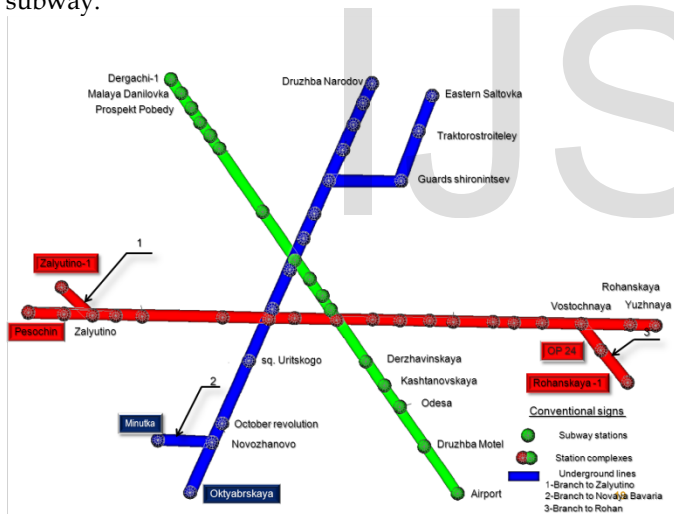 subway.
IJS
Dergachi-1
Malaya Danilovka
Prospekt Pobedy
Druzhba Narodov
Eastern Saltovka
Traktorostroiteley
Guards shironintsev
1
Zalyutino-1
Pesochin
Zalyutino
Rohanskaya
Vostochnaya
Yuzhnaya
3
OP 24
Rohanskaya -1
sq. Uritskogo
Derzhavinskaya
Kashtanovskaya
Odesa
2
Minutka
October revolution
Novozhanovo
Druzhba Motel
Oktyabrskaya
Airport
Conventional signs
Subway stations
Station complexes
Underground lines
1-Branch to Zalyutino
2-Branch to Novaya Bavaria
3-Branch to Rohan